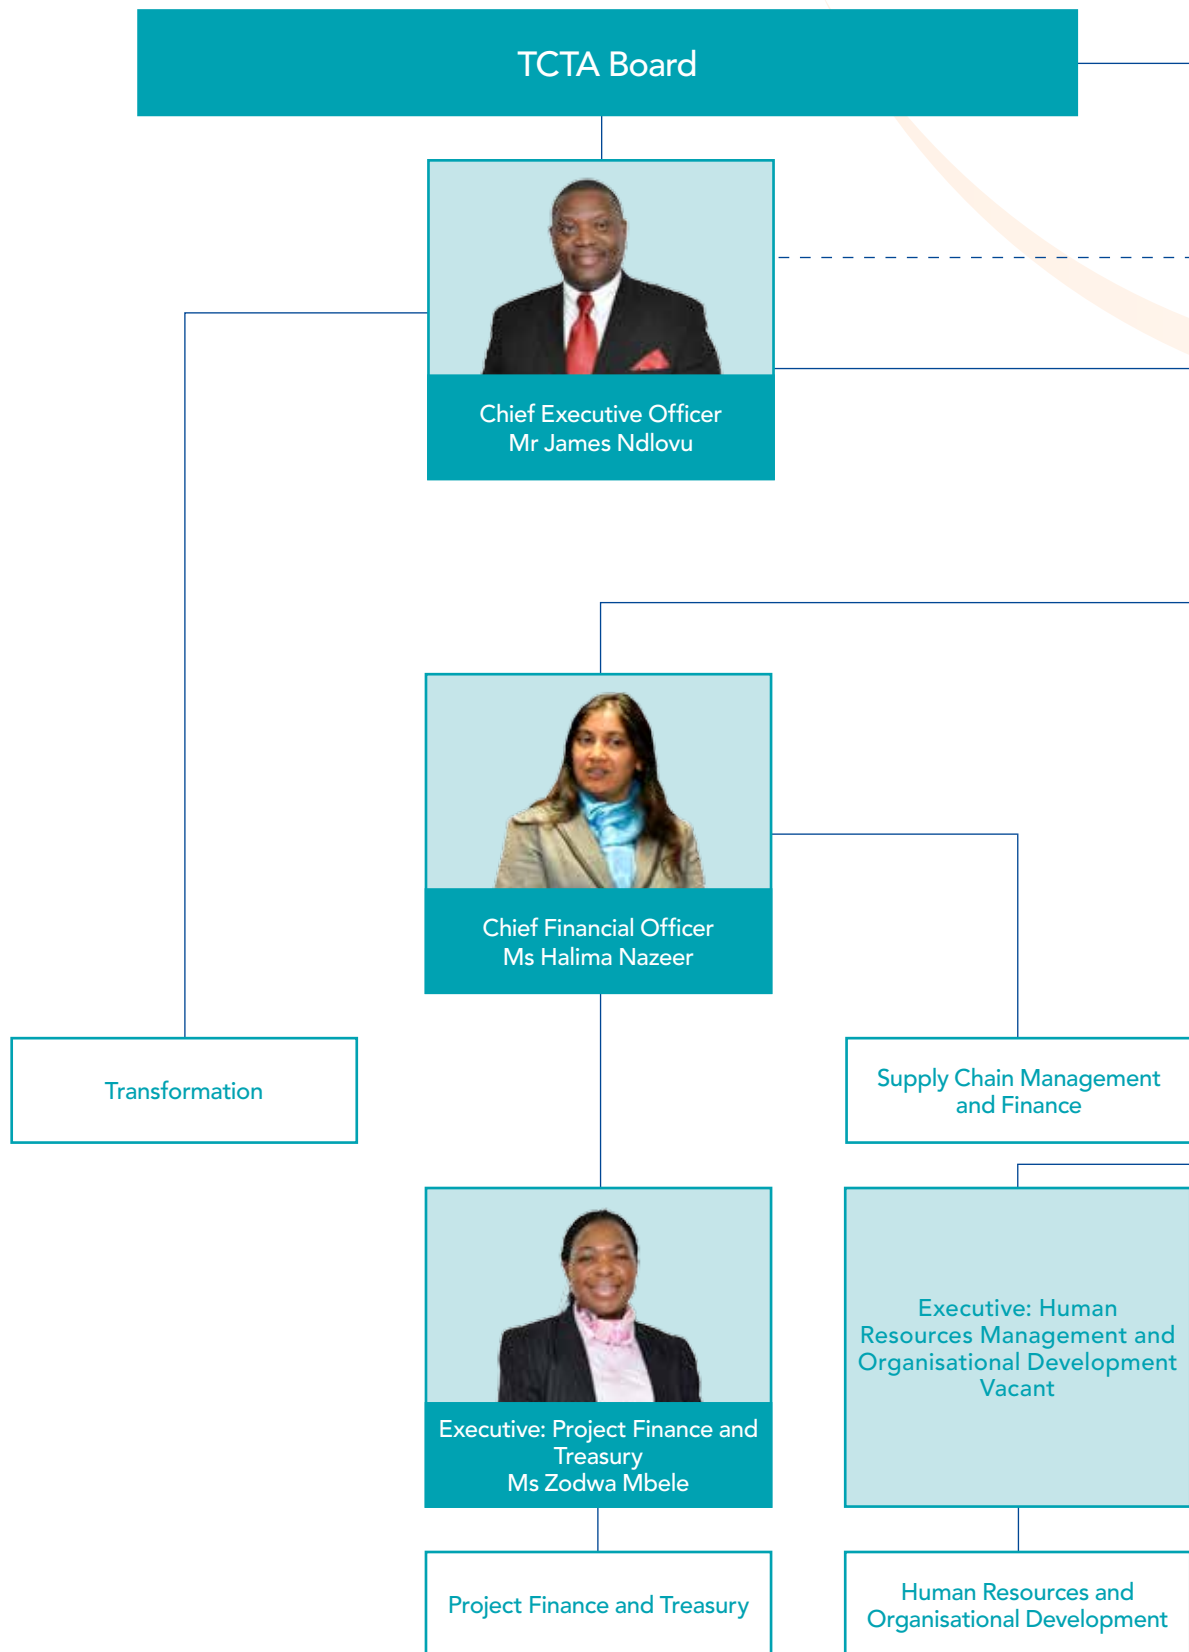 TCTA Board
Chief Executive Officer
Mr James Ndlovu
Chief Financial Officer
Ms Halima Nazeer
Transformation
Supply Chain Management
and Finance
Executive: Project Finance and
Treasury
Ms Zodwa Mbele
Executive: Human
Resources Management and
Organisational Development
Vacant
Project Finance and Treasury
Human Resources and
Organisational Development